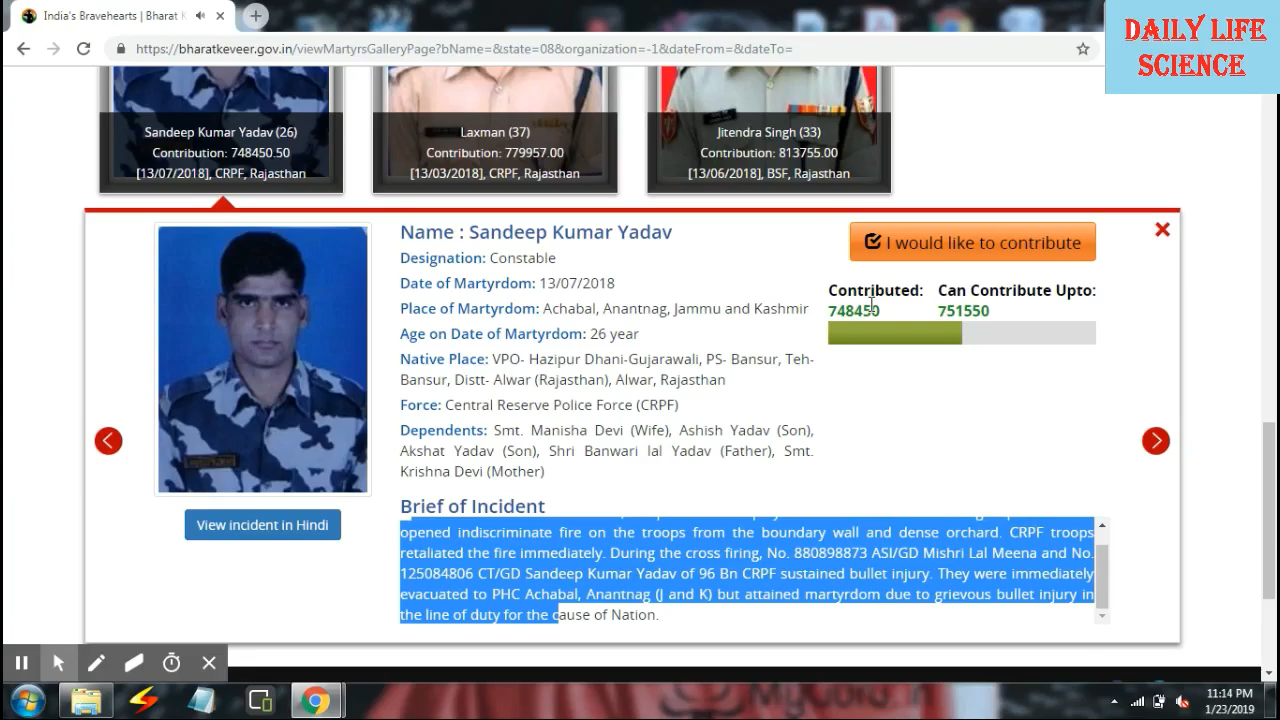 India's Bravehearts | Bharat K
DAILY LIFE
SCIENCE
https://bharatkeveer.gov.in/viewMartyrsGalleryPage?bName=&state=08&organization=-1&dateFrom=&dateTo=
Sandeep Kumar Yadav (26)
Contribution: 748450.50
[13/07/2018], CRPF, Rajasthan
Laxman (37)
Contribution: 779957.00
[13/03/2018], CRPF, Rajasthan
Jitendra Singh (33)
Contribution: 813755.00
[13/06/2018], BSF, Rajasthan
Name : Sandeep Kumar Yadav
Designation: Constable
Date of Martyrdom: 13/07/2018
Place of Martyrdom: Achabal, Anantnag, Jammu and Kashmir
Age on Date of Martyrdom: 26 year
Native Place: VPO- Hazipur Dhani-Gujarawali, PS- Bansur, Teh-
Bansur, Distt- Alwar (Rajasthan), Alwar, Rajasthan
Force: Central Reserve Police Force (CRPF)
Dependents: Smt. Manisha Devi (Wife), Ashish Yadav (Son),
Akshat Yadav (Son), Shri Banwari lal Yadav (Father), Smt.
Krishna Devi (Mother)
I would like to contribute
Contributed: Can Contribute Upto:
748450 751550
View incident in Hindi
Brief of Incident
opened indiscriminate fire on the troops from the boundary wall and dense orchard. CRPF troops
retaliated the fire immediately. During the cross firing, No. 880898873 ASI/GD Mishri Lal Meena and No.
125084806 CT/GD Sandeep Kumar Yadav of 96 Bn CRPF sustained bullet injury. They were immediately
evacuated to PHC Achabal, Anantnag (J and K) but attained martyrdom due to grievous bullet injury in
the line of duty for the cause of Nation.
11:14 PM
1/23/2019